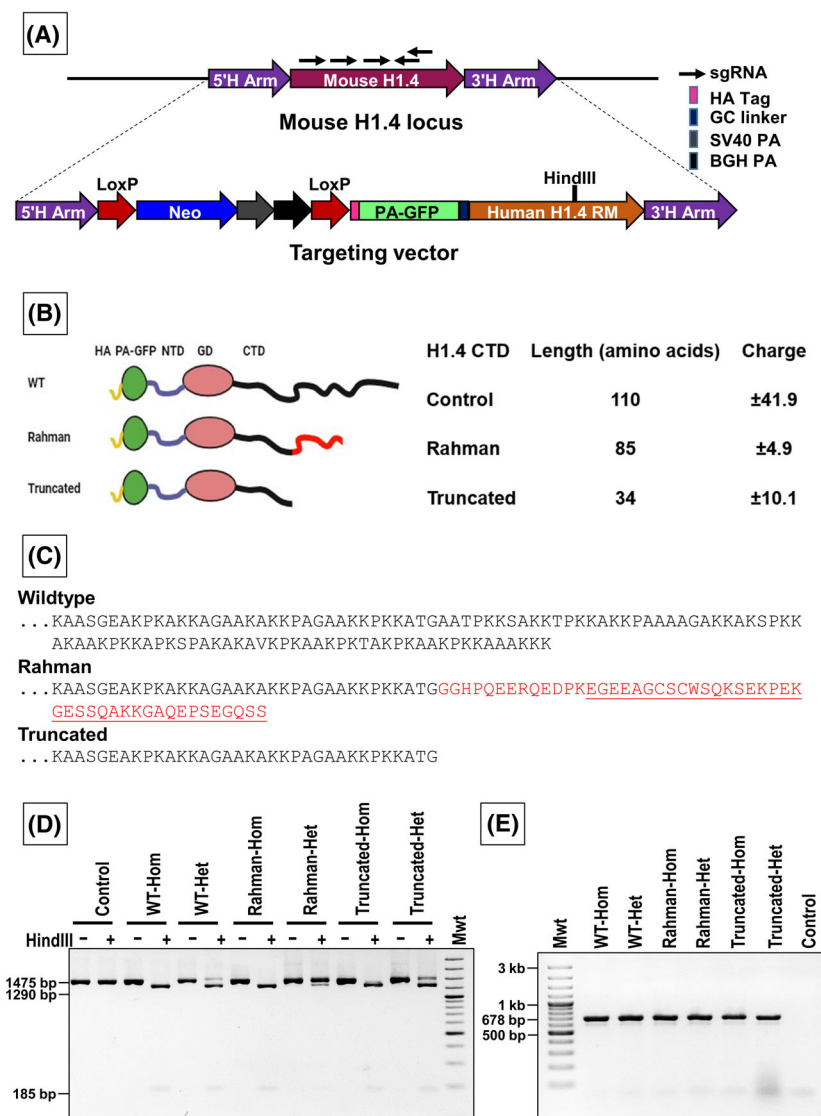 (A)
5'H Arm
Mouse H1.4
3'H Arm
Mouse H1.4 locus
sgRNA
HA Tag
GC linker
SV40 PA
BGH PA
LoxP
LoxP
HindIII
5'H Arm
Neo
PA-GFP
Human H1.4 RM
3'H Arm
Targeting vector
(B)
HA PA-GFP NTD GD CTD
WT
Rahman
Truncated
H1.4 CTD Length (amino acids) Charge
Control 110 ±41.9
Rahman 85 ±4.9
Truncated 34 ±10.1
(C)
Wildtype
...KAASGEAKPKAKKAGAAKAKKPAGAAKKPKKATGAATPKKSAKKTPKKAKKPAAAAGAKKAKSPKK
AKAAKPKKAPKSPAKAKAVKPKAAKPKTAKPKAAKPKKAAAKKK
Rahman
...KAASGEAKPKAKKAGAAKAKKPAGAAKKPKKATGGGHPQEERQEDPKEGEEAGCSCWSQKSEKPEK
GESSQAKKGAQEPSEGQSS
Truncated
...KAASGEAKPKAKKAGAAKAKKPAGAAKKPKKATG
(D)
Control
WT-Hom
WT-Het
Rahman-Hom
Rahman-Het
Truncated-Hom
Truncated-Het
Mwt
HindIII - + - + - + - + - + - + - +
1475 bp
1290 bp
185 bp
(E)
Mwt
WT-Hom
WT-Het
Rahman-Hom
Rahman-Het
Truncated-Hom
Truncated-Het
Control
3 kb
1 kb
678 bp
500 bp